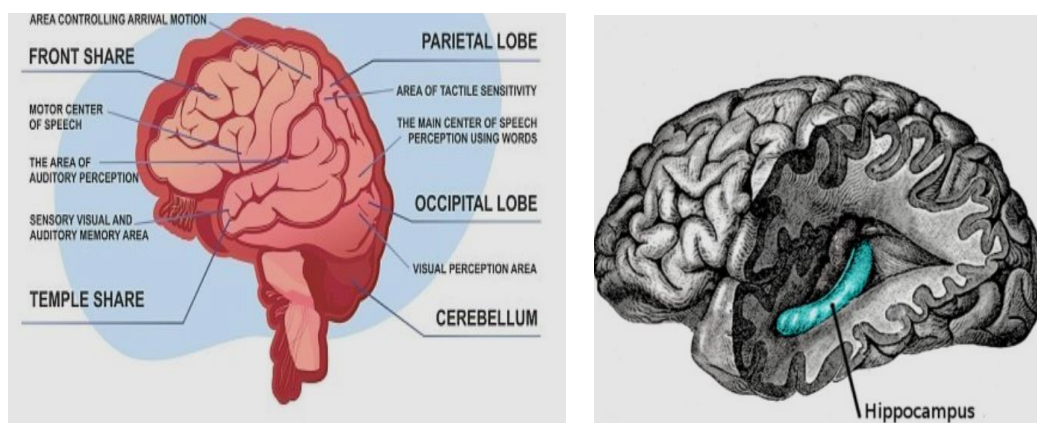 AREA CONTROLLING ARRIVAL MOTION
FRONT SHARE
MOTOR CENTER
OF SPEECH
THE AREA OF
AUDITORY PERCEPTION
SENSORY VISUAL AND
AUDITORY MEMORY AREA
TEMPLE SHARE
PARIETAL LOBE
AREA OF TACTILE SENSITIVITY
THE MAIN CENTER OF SPEECH
PERCEPTION USING WORDS
OCCIPITAL LOBE
VISUAL PERCEPTION AREA
CEREBELLUM
Hippocampus